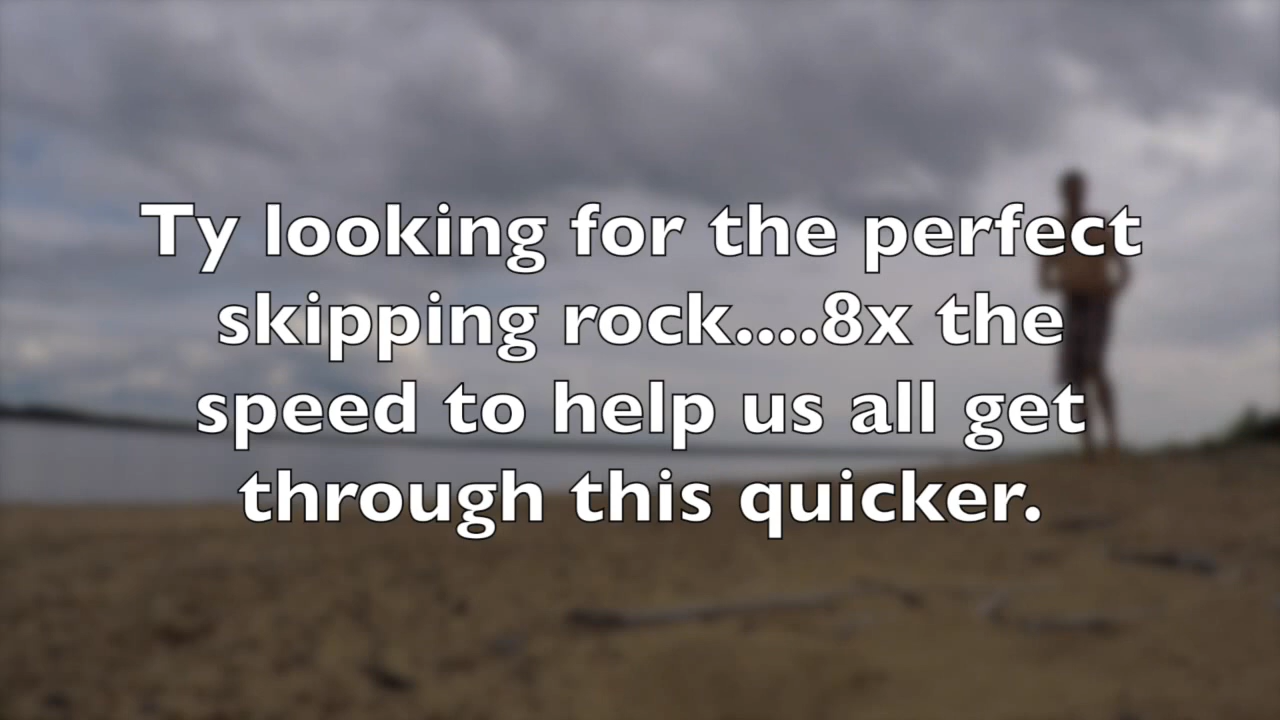 Ty looking for the perfect
skipping rock....8x the
speed to help us all get
through this quicker.